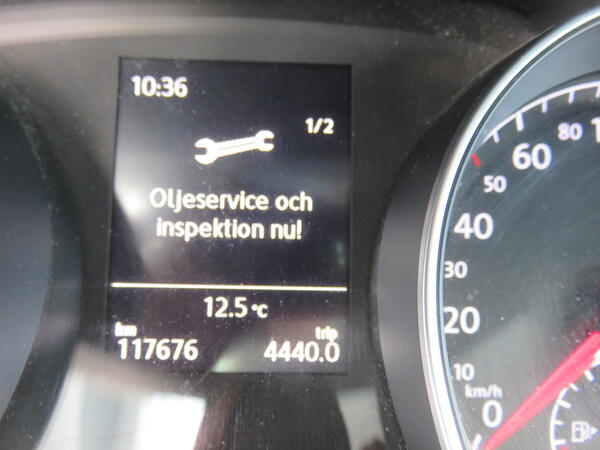 10:36
1/2
Oljeservice och
inspektion nu!
12.5 °C
km trip
117676 4440.0
80
60
50
40
30
20
10
km/h
0